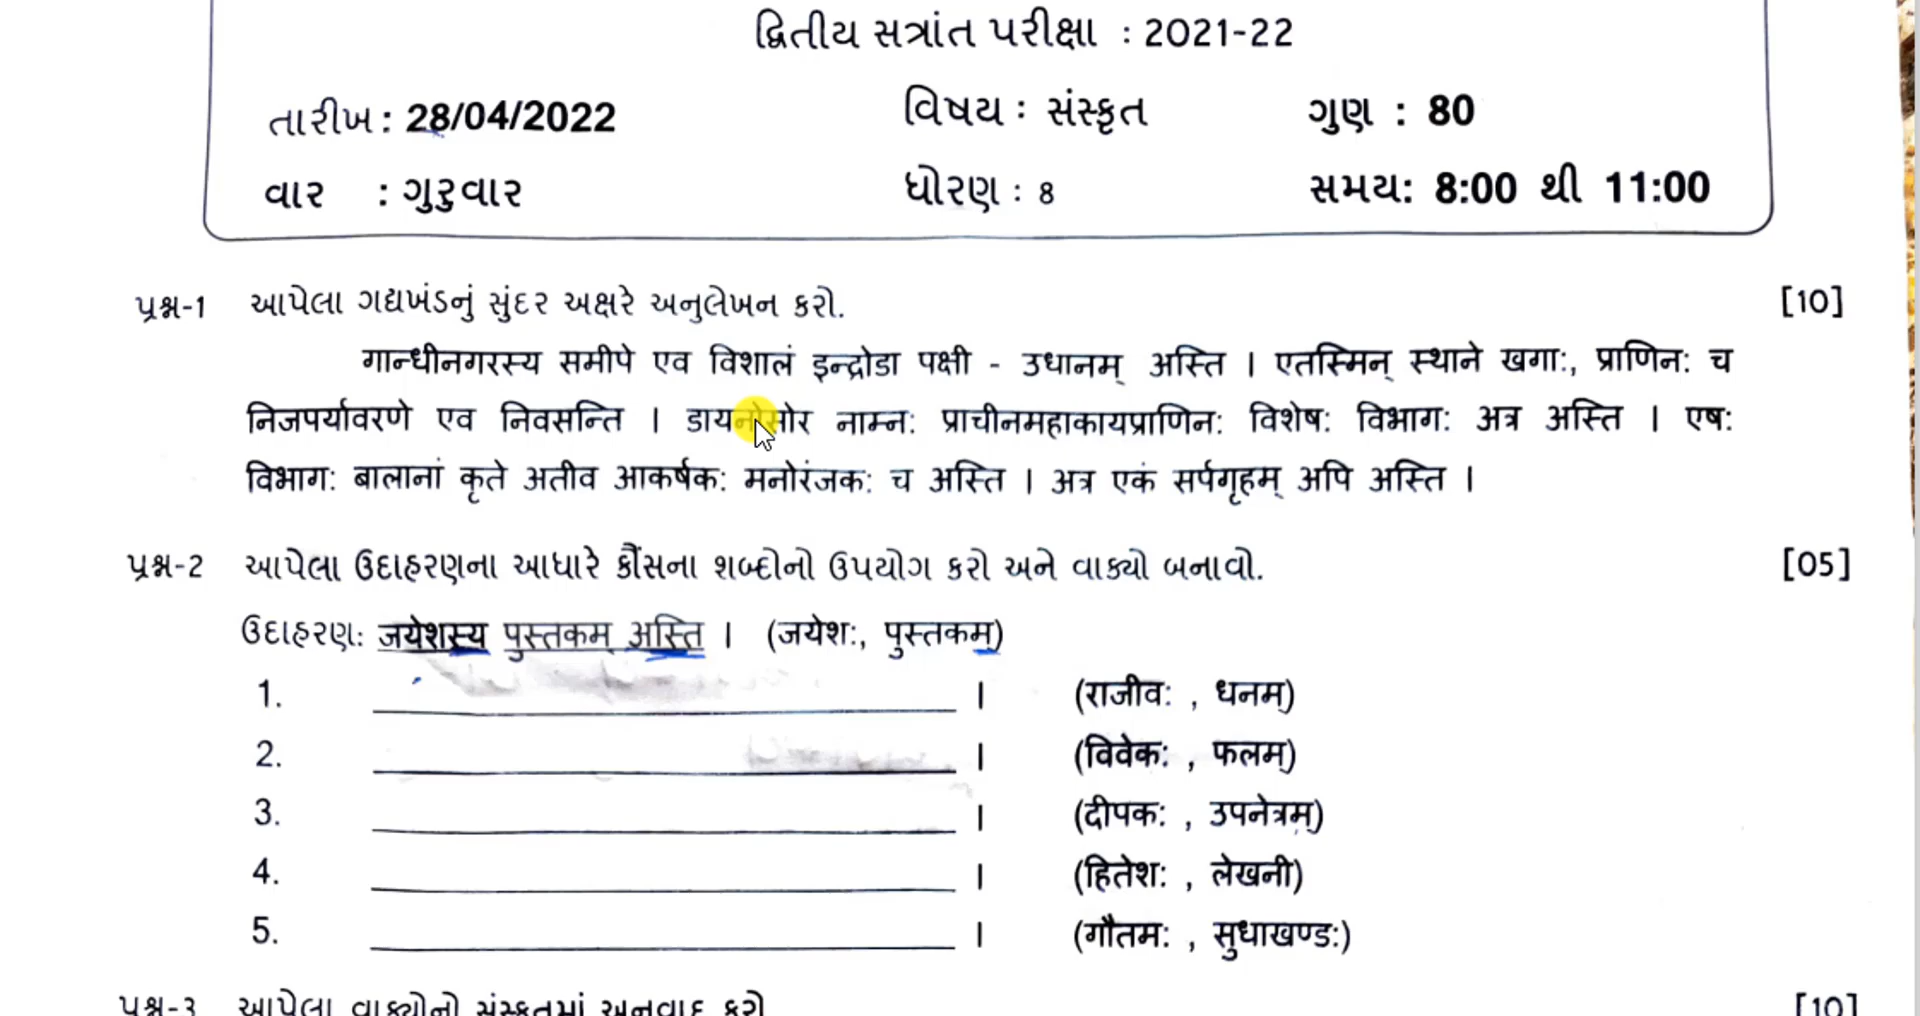 દ્વિતીય સત્રાંત પરીક્ષા : 2021-22
તારીખ: 28/04/2022 વિષય: સંસ્કૃત ગુણ : 80
વાર : ગુરુવાર ધોરણ : 8 સમય: 8:00 થી 11:00
પ્રશ્ન-1 આપેલા ગદ્યખંડનું સુંદર અક્ષરે અનુલેખન કરો. [10]
गान्धीनगरस्य समीपे एव विशालं इन्द्रोडा पक्षी - उधानम् अस्ति । एतस्मिन् स्थाने खगाः, प्राणिनः च
निजपर्यावरणे एव निवसन्ति । डायनोसोर नाम्नः प्राचीनमहाकायप्राणिनः विशेषः विभागः अत्र अस्ति । एषः
विभागः बालानां कृते अतीव आकर्षकः मनोरंजकः च अस्ति । अत्र एकं सर्पगृहम् अपि अस्ति ।
પ્રશ્ન-2 આપેલા ઉદાહરણના આધારે કૌંસના શબ્દોનો ઉપયોગ કરો અને વાક્યો બનાવો. [05]
ઉદાહરણ: जयेशस्य पुस्तकम् अस्ति । (जयेशः, पुस्तकम्)
1. । (राजीवः , धनम्)
2. । (विवेकः , फलम्)
3. । (दीपकः , उपनेत्रम्)
4. । (हितेशः , लेखनी)
5. । (गौतमः , सुधाखण्डः)
પ્રશ્ન-3 આપેલા વાક્યોનો સંસ્કૃતમાં અનુવાદ કરો [10]